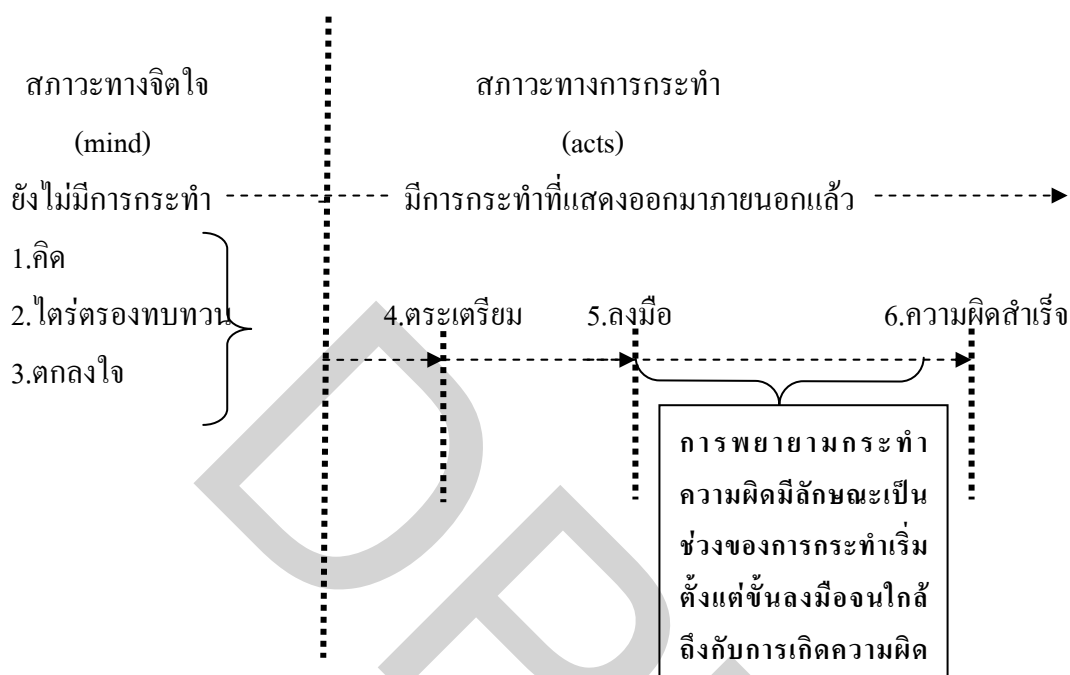 สภาวะทางจิตใจ
(mind)
ยังไม่มีการกระทำ
1.คิด
2.ไตร่ตรองทบทวน
3.ตกลงใจ
สภาวะทางการกระทำ
(acts)
มีการกระทำที่แสดงออกมาภายนอกแล้ว
4.ตระเตรียม
5.ลงมือ
6.ความผิดสำเร็จ
การพยายามกระทำ
ความผิดมีลักษณะเป็น
ช่วงของการกระทำเริ่ม
ตั้งแต่ขั้นลงมือจนใกล้
ถึงกับการเกิดความผิด